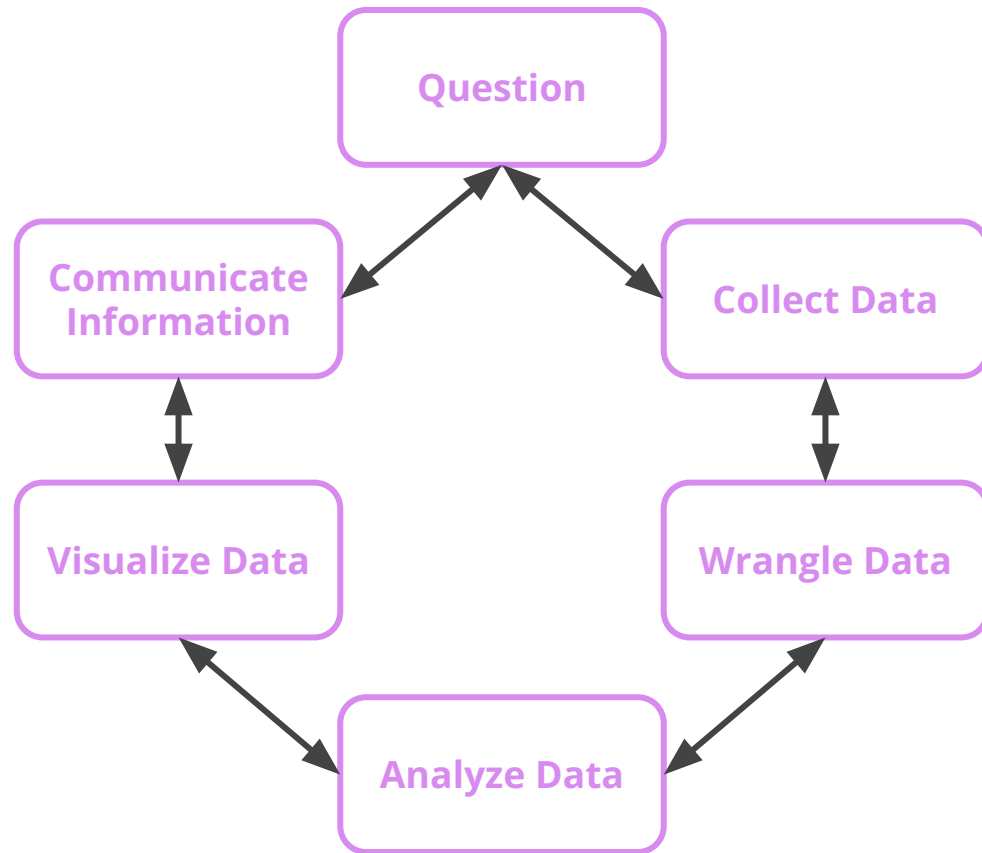 Question
Communicate
Information
Collect Data
Visualize Data
Wrangle Data
Analyze Data